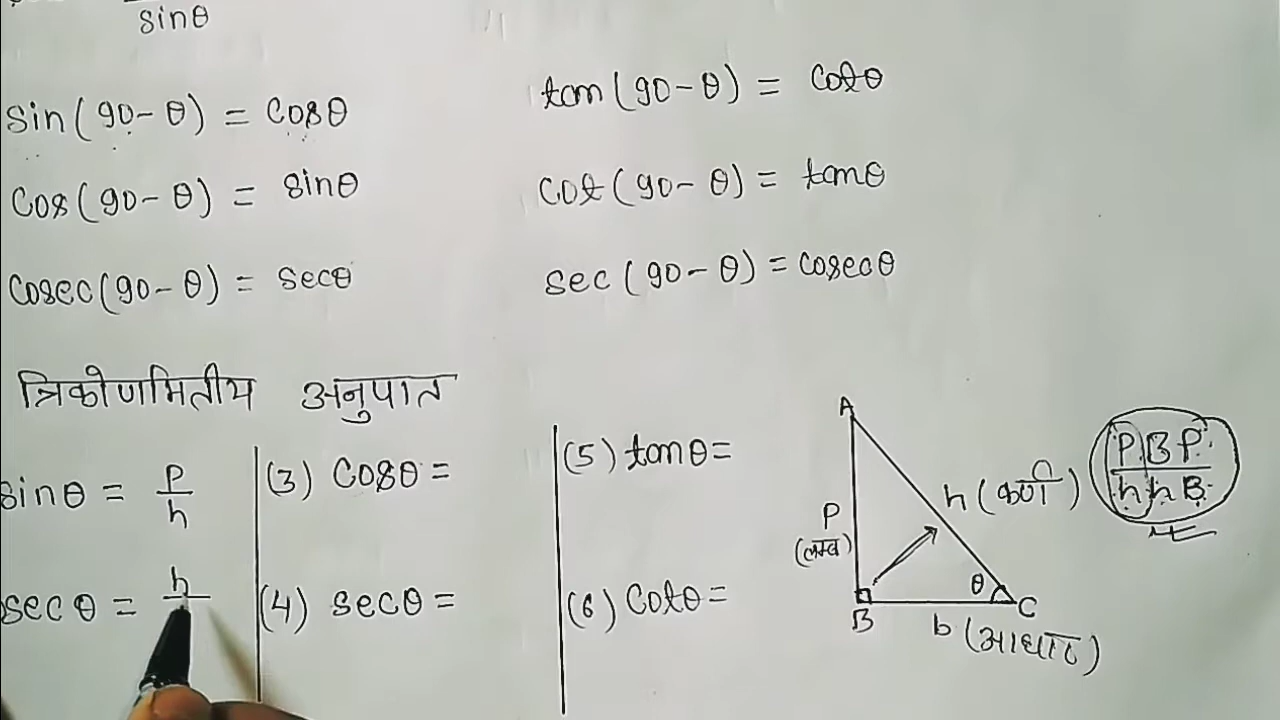 sinθ
sin(90-θ) = cosθ
tan(90-θ) = cotθ
cos(90-θ) = sinθ
cot(90-θ) = tanθ
cosec(90-θ) = secθ
sec(90-θ) = cosecθ
त्रिकोणमितीय अनुपात
sinθ = P/h
(3) cosθ =
(5) tanθ =
secθ = h/
(4) secθ =
(6) cotθ =
A
P
(लम्ब)
h (कर्ण)
P B P
h h B
θ
B
C
b (आधार)